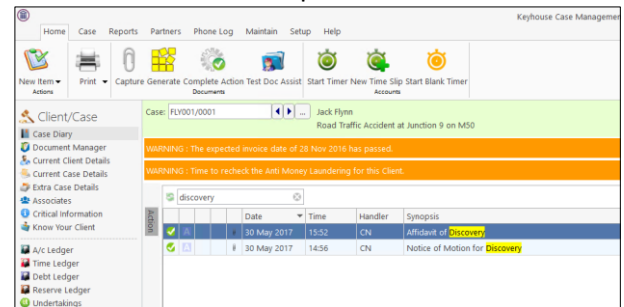 Keyhouse Case Managemen
Home Case Reports Partners Phone Log Maintain Setup Help
New Item Print Capture Generate Complete Action Test Doc Assist Start Timer New Time Slip Start Blank Timer
Actions Documents Accounts
Client/Case
Case: FLY001/0001 ... Jack Flynn
Road Traffic Accident at Junction 9 on M50
Case Diary
Document Manager
Current Client Details
Current Case Details
Extra Case Details
Associates
Critical Information
Know Your Client
A/c Ledger
Time Ledger
Debt Ledger
Reserve Ledger
Undertakings
WARNING : The expected invoice date of 28 Nov 2016 has passed.
WARNING : Time to recheck the Anti Money Laundering for this Client.
discovery
Action
Date Time Handler Synopsis
A 30 May 2017 15:52 CN Affidavit of Discovery
A 30 May 2017 14:56 CN Notice of Motion for Discovery